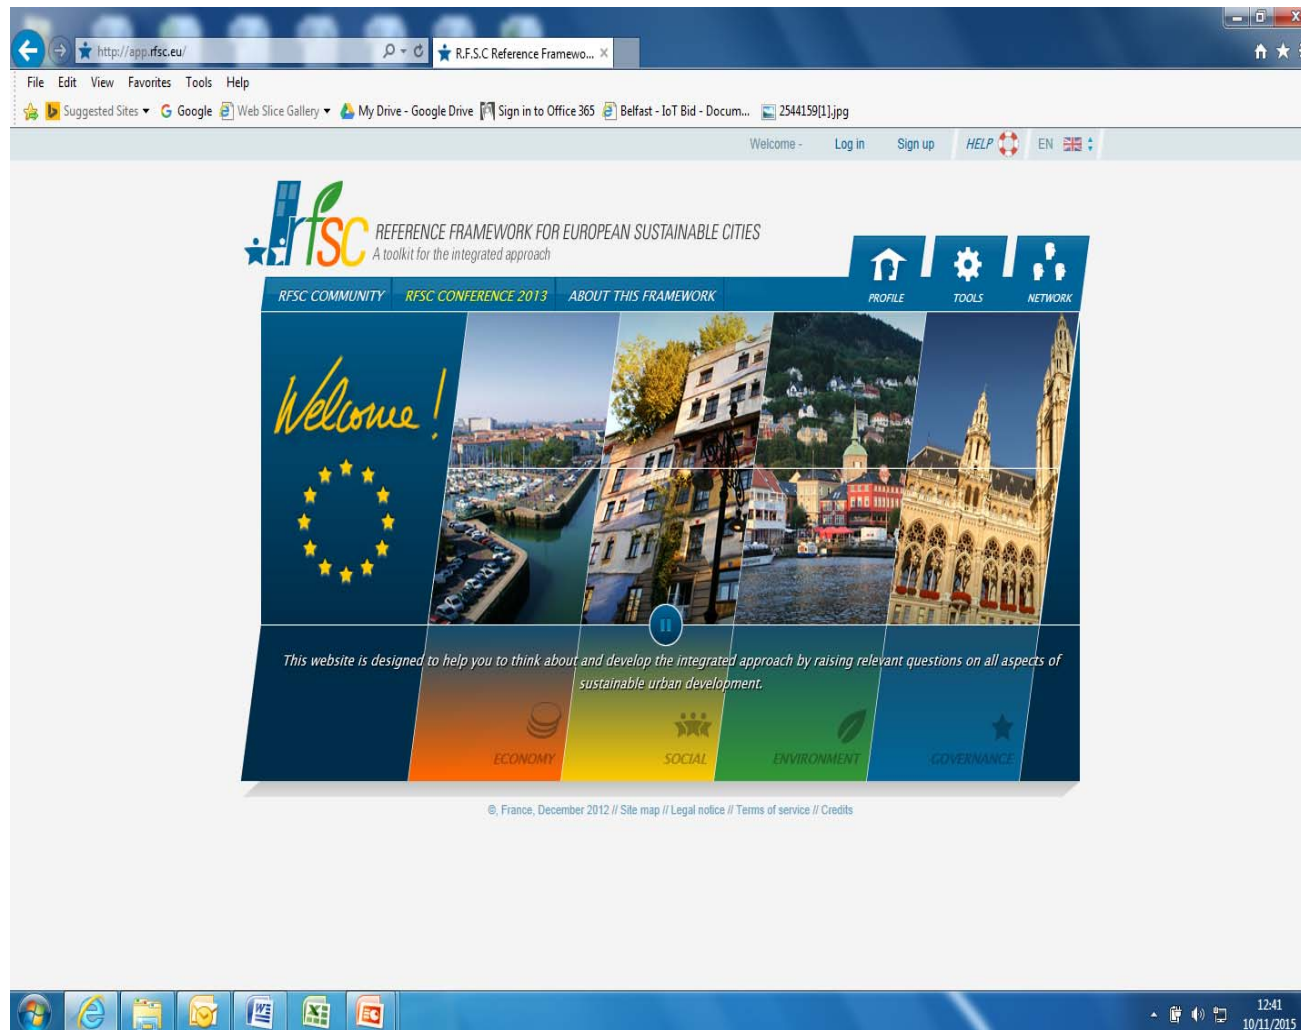 http://app.rfsc.eu/
R.F.S.C Reference Framewo...
File Edit View Favorites Tools Help
Suggested Sites Google Web Slice Gallery My Drive - Google Drive Sign in to Office 365 Belfast - IoT Bid - Docum... 2544159[1].jpg
Welcome - Log in Sign up HELP EN
rfsc REFERENCE FRAMEWORK FOR EUROPEAN SUSTAINABLE CITIES
A toolkit for the integrated approach
RFSC COMMUNITY RFSC CONFERENCE 2013 ABOUT THIS FRAMEWORK PROFILE TOOLS NETWORK
Welcome!
This website is designed to help you to think about and develop the integrated approach by raising relevant questions on all aspects of
sustainable urban development.
ECONOMY SOCIAL ENVIRONMENT GOVERNANCE
©, France, December 2012 // Site map // Legal notice // Terms of service // Credits
12:41
10/11/2015